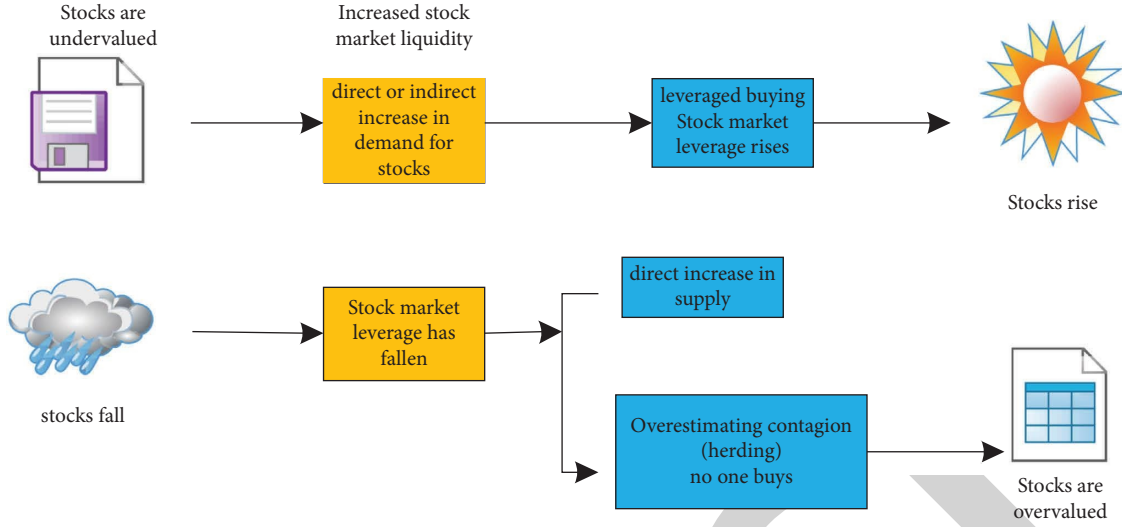 Stocks are
undervalued
Increased stock
market liquidity
direct or indirect
increase in
demand for
stocks
leveraged buying
Stock market
leverage rises
Stocks rise
stocks fall
Stock market
leverage has
fallen
direct increase in
supply
Overestimating contagion
(herding)
no one buys
Stocks are
overvalued